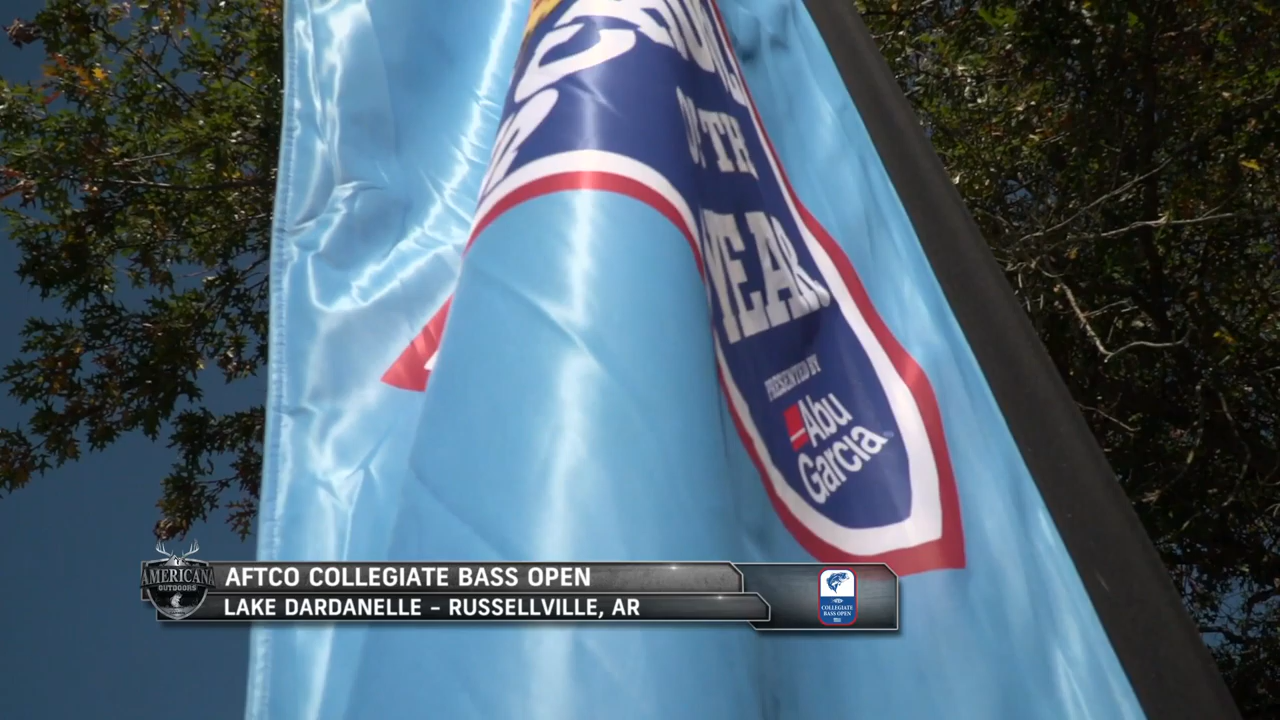 OF THE
YEAR
PRESENTED BY
Abu
Garcia
AMERICANA
OUTDOORS
AFTCO COLLEGIATE BASS OPEN
LAKE DARDANELLE – RUSSELLVILLE, AR
COLLEGIATE
BASS OPEN